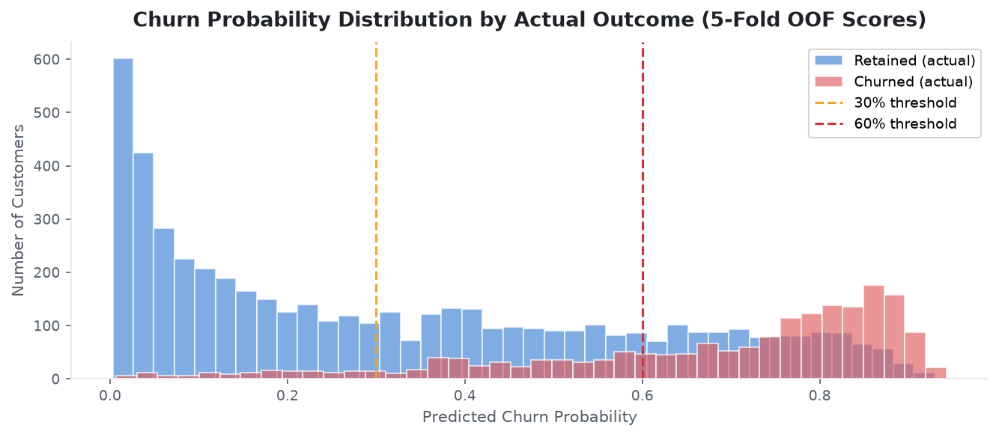 Churn Probability Distribution by Actual Outcome (5-Fold OOF Scores)
Number of Customers
600
500
400
300
200
100
0
Retained (actual)
Churned (actual)
30% threshold
60% threshold
0.0 0.2 0.4 0.6 0.8
Predicted Churn Probability